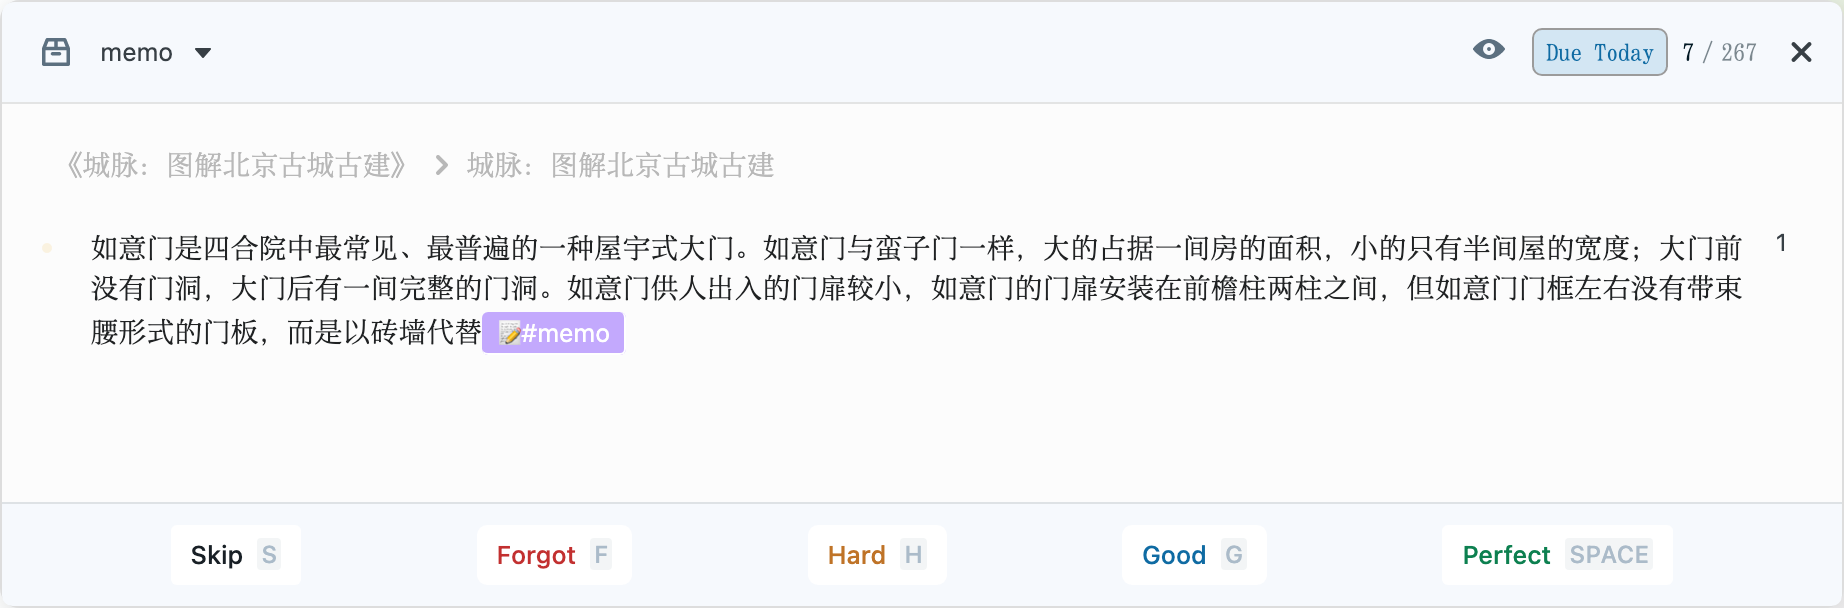 memo
Due Today 7 / 267
《城脉：图解北京古城古建》 > 城脉：图解北京古城古建
如意门是四合院中最常见、最普遍的一种屋宇式大门。如意门与蛮子门一样，大的占据一间房的面积，小的只有半间屋的宽度；大门前 1
没有门洞，大门后有一间完整的门洞。如意门供人出入的门扉较小，如意门的门扉安装在前檐柱两柱之间，但如意门门框左右没有带束
腰形式的门板，而是以砖墙代替 📝#memo
Skip S Forgot F Hard H Good G Perfect SPACE